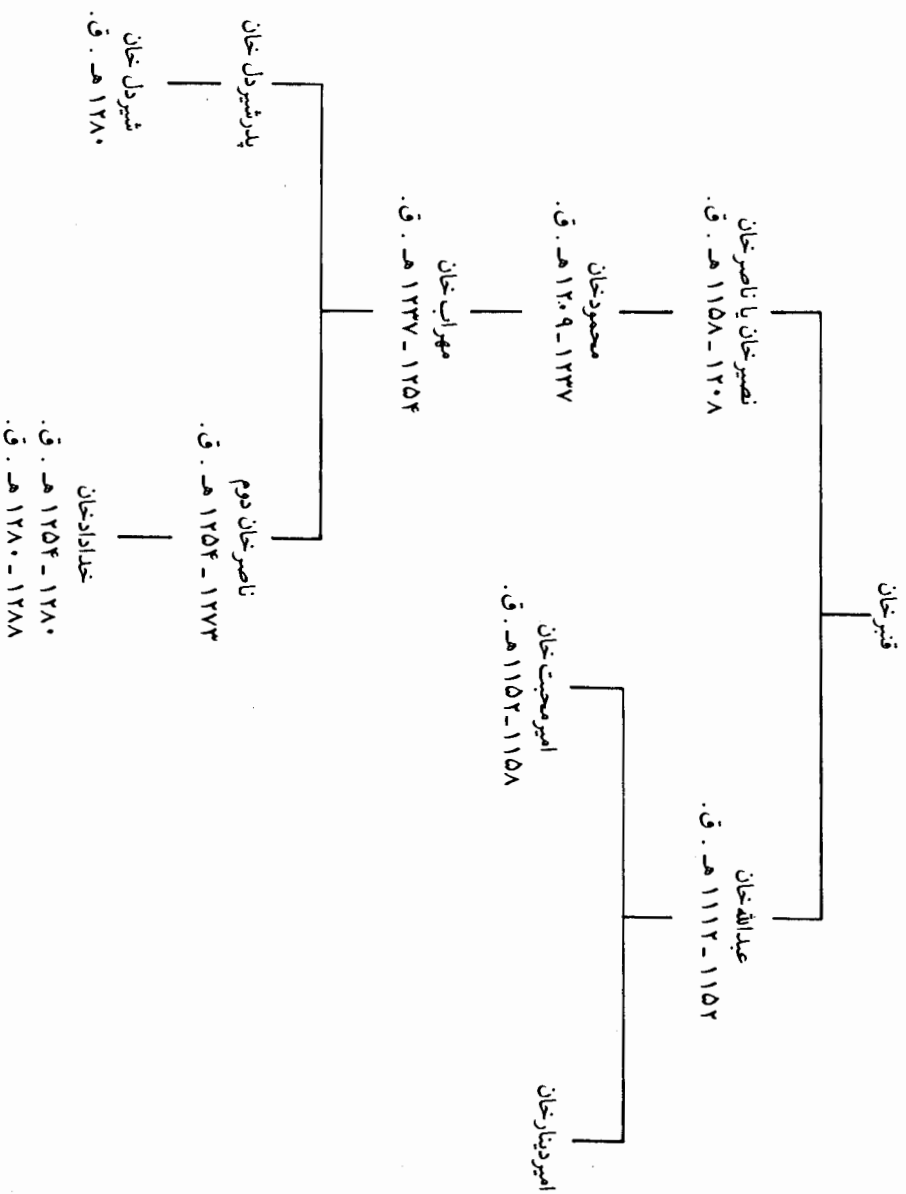 قنبرخان
عبدالله خان
۱۱۱۲ - ۱۱۵۲ هـ . ق.
نصیرخان یا ناصرخان
۱۱۵۸ - ۱۲۰۸ هـ . ق.
امیردینارخان
امیرمحبت خان
۱۱۵۲ - ۱۱۵۸ هـ . ق.
محمودخان
۱۲۰۹ - ۱۲۳۷ هـ . ق.
مهراب خان
۱۲۳۷ - ۱۲۵۴ هـ . ق.
ناصرخان دوم
۱۲۵۴ - ۱۲۷۳ هـ . ق.
پدرشیردل خان
خدادادخان
۱۲۵۴ - ۱۲۸۰ هـ . ق.
۱۲۸۰ - ۱۲۸۸ هـ . ق.
شیردل خان
۱۲۸۰ هـ . ق.